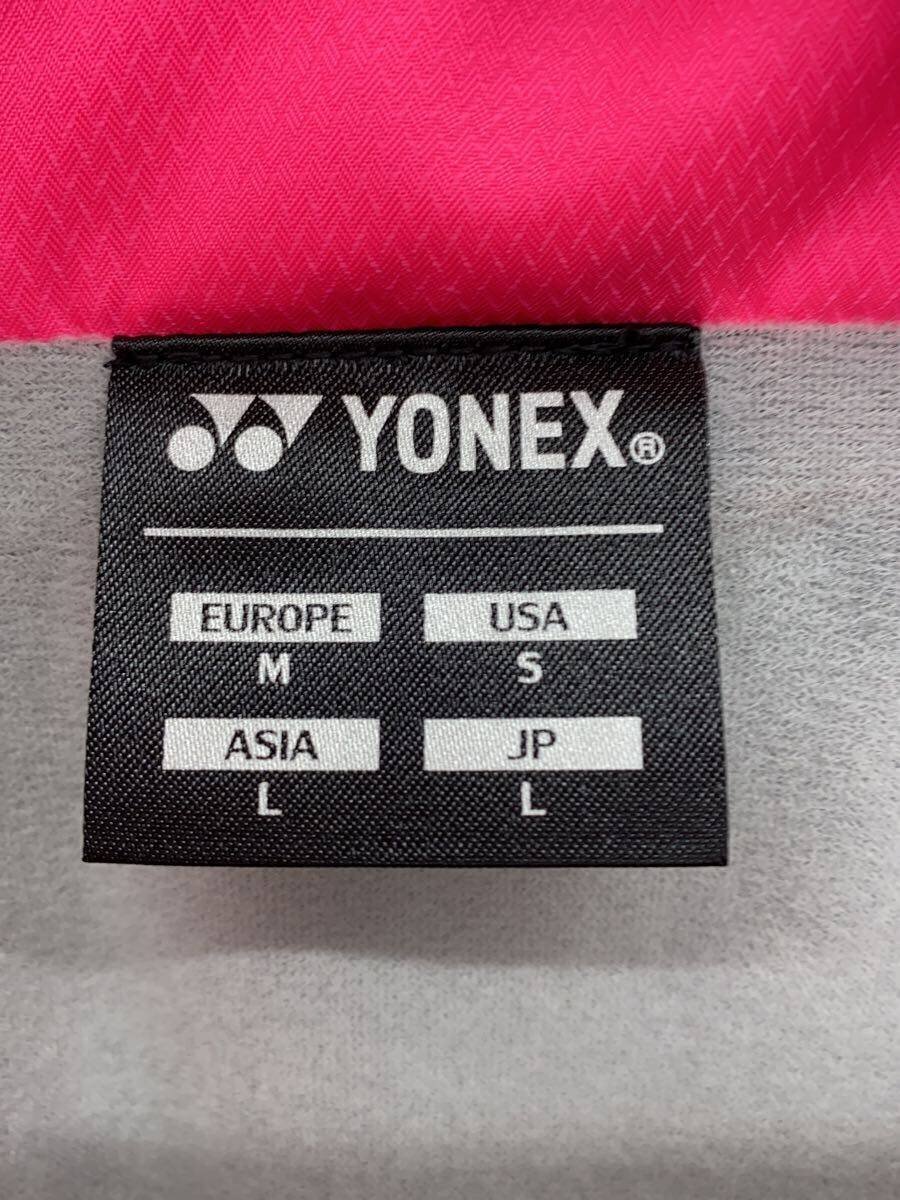 YONEX®
EUROPE USA
M S
ASIA JP
L L